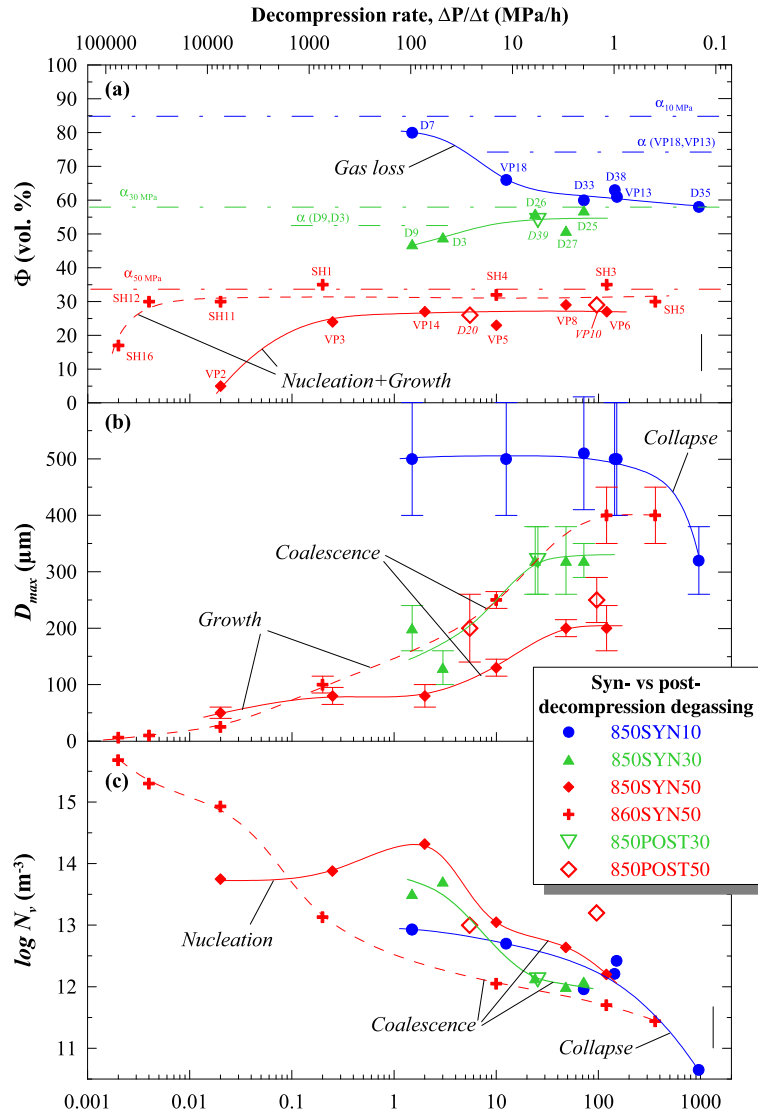 Decompression rate, ΔP/Δt (MPa/h)
100000 10000 1000 100 10 1 0.1
(a)
100
90
80
70
60
50
40
30
20
10
0
Φ (vol. %)
α10 MPa
D7
α (VP18,VP13)
Gas loss
VP18
D38
D33
VP13
D35
α30 MPa
D26
α (D9,D3)
D25
D9
D3
D39
D27
α50 MPa
SH1
SH4
SH3
SH12
SH11
SH5
VP14
D20
VP8
VP10
VP6
VP3
VP5
SH16
VP2
Nucleation+Growth
(b)
500
400
300
200
100
0
Dmax (µm)
Collapse
Coalescence
Growth
Syn- vs post-
decompression degassing
850SYN10
850SYN30
850SYN50
860SYN50
850POST30
850POST50
(c)
15
14
13
12
11
10
log Nv (m-3)
Nucleation
Coalescence
Collapse
0.001 0.01 0.1 1 10 100 1000